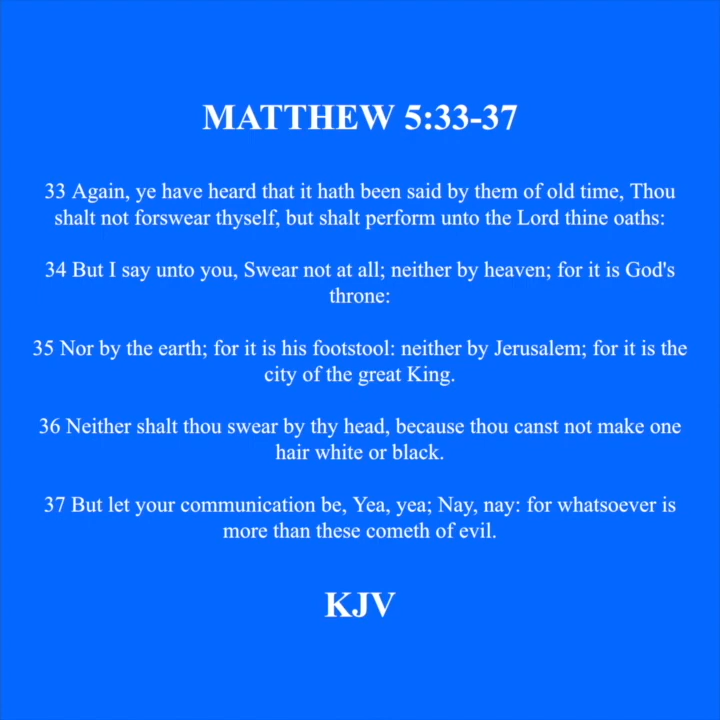 MATTHEW 5:33-37
33 Again, ye have heard that it hath been said by them of old time, Thou
shalt not forswear thyself, but shalt perform unto the Lord thine oaths:
34 But I say unto you, Swear not at all; neither by heaven; for it is God's
throne:
35 Nor by the earth; for it is his footstool: neither by Jerusalem; for it is the
city of the great King.
36 Neither shalt thou swear by thy head, because thou canst not make one
hair white or black.
37 But let your communication be, Yea, yea; Nay, nay: for whatsoever is
more than these cometh of evil.
KJV